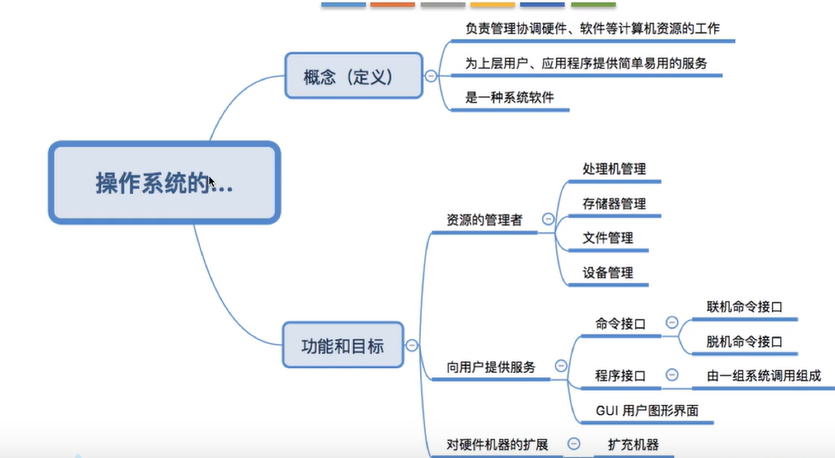 概念（定义）
负责管理协调硬件、软件等计算机资源的工作
为上层用户、应用程序提供简单易用的服务
是一种系统软件
操作系统的...
功能和目标
资源的管理者
处理机管理
存储器管理
文件管理
设备管理
向用户提供服务
命令接口
联机命令接口
脱机命令接口
程序接口
由一组系统调用组成
GUI 用户图形界面
对硬件机器的扩展
扩充机器